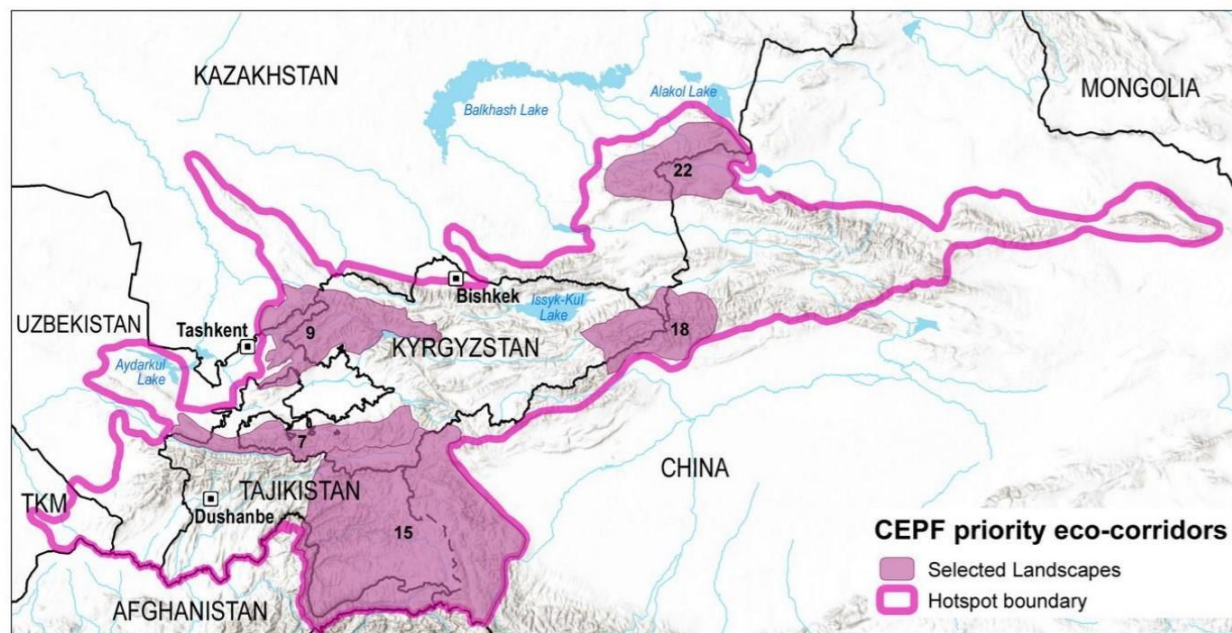 KAZAKHSTAN
MONGOLIA
Balkhash Lake
Alakol Lake
22
Bishkek
Issyk-Kul
Lake
UZBEKISTAN
Tashkent
9
KYRGYZSTAN
18
Aydarkul
Lake
7
CHINA
TKM
TAJIKISTAN
Dushanbe
15
AFGHANISTAN
CEPF priority eco-corridors
Selected Landscapes
Hotspot boundary